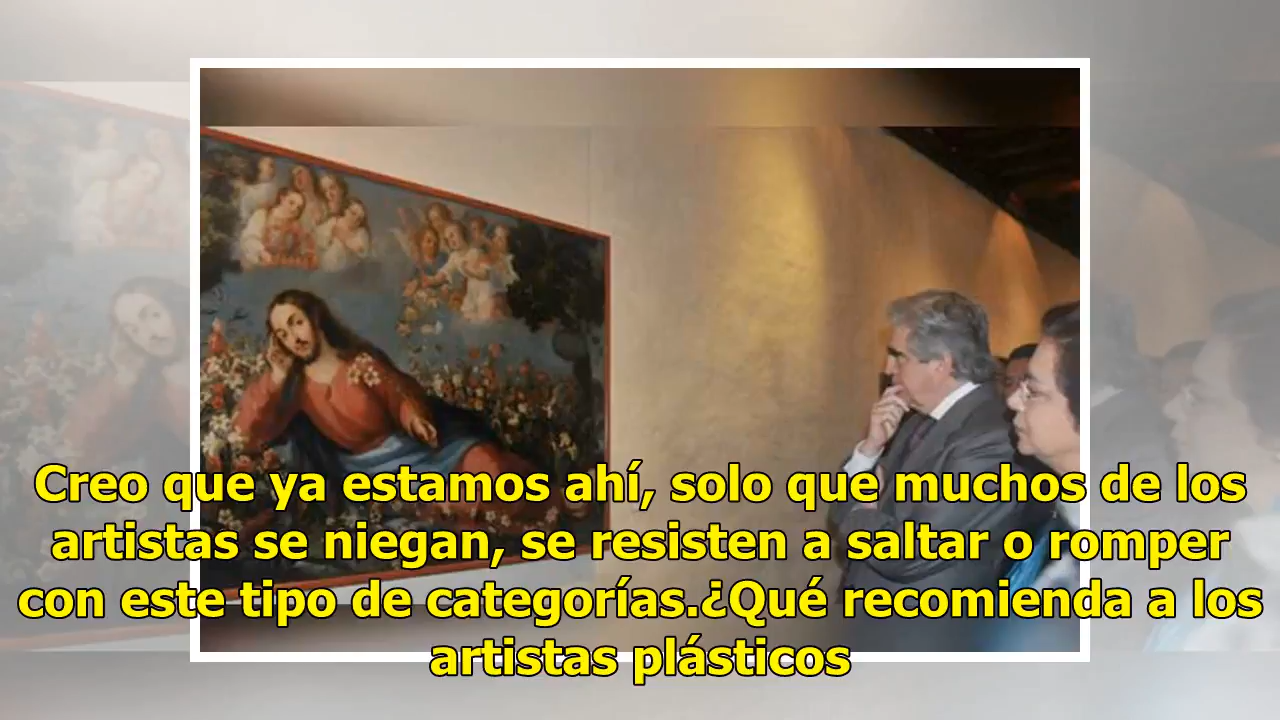 Creo que ya estamos ahí, solo que muchos de los
artistas se niegan, se resisten a saltar o romper
con este tipo de categorías.¿Qué recomienda a los
artistas plásticos